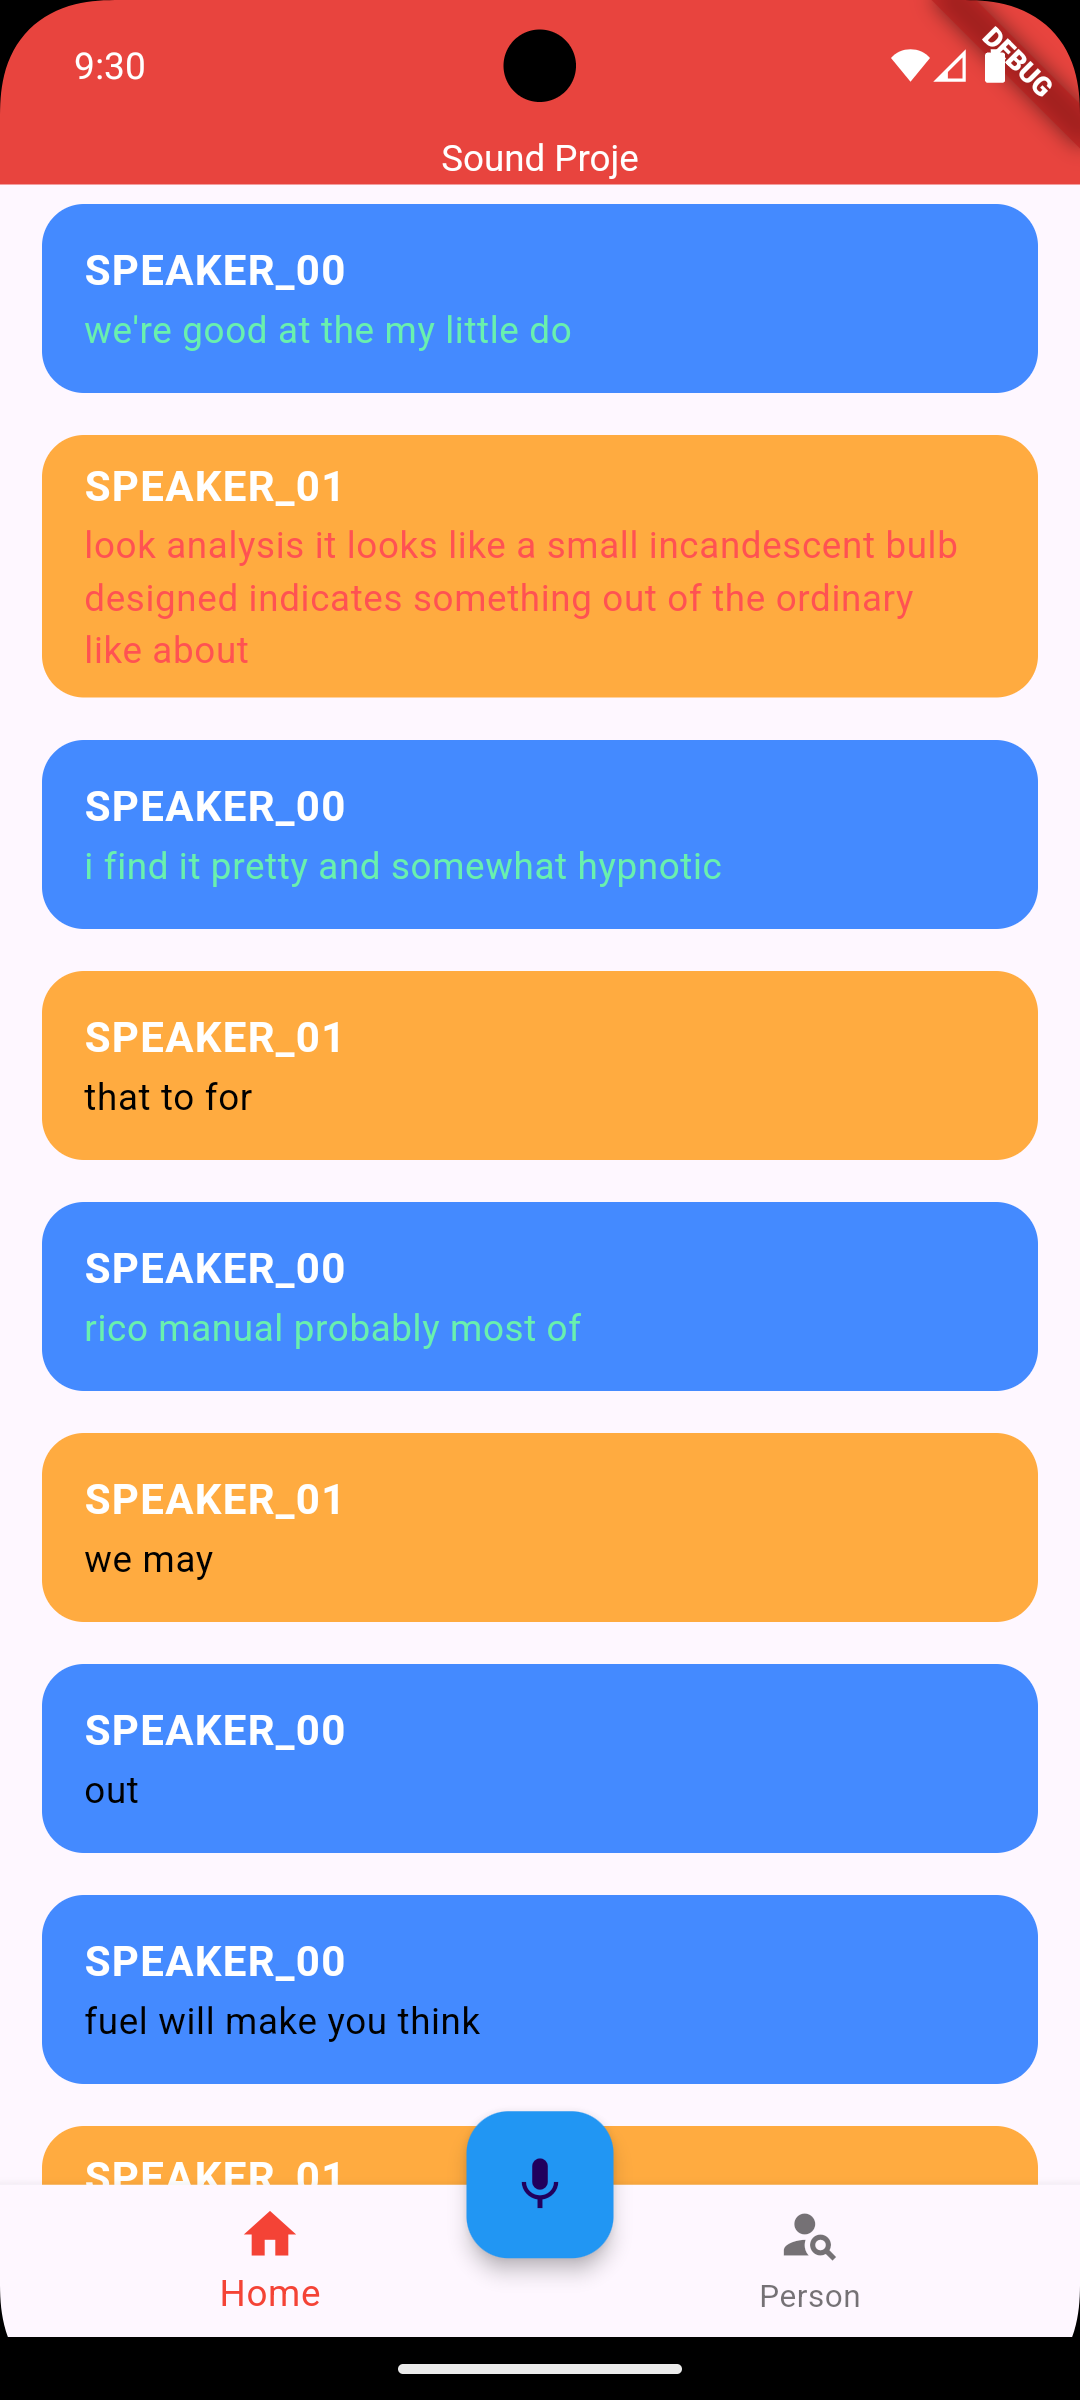 9:30
DEBUG
Sound Proje
SPEAKER_00
we're good at the my little do
SPEAKER_01
look analysis it looks like a small incandescent bulb
designed indicates something out of the ordinary
like about
SPEAKER_00
i find it pretty and somewhat hypnotic
SPEAKER_01
that to for
SPEAKER_00
rico manual probably most of
SPEAKER_01
we may
SPEAKER_00
out
SPEAKER_00
fuel will make you think
SPEAKER_01
Home
Person